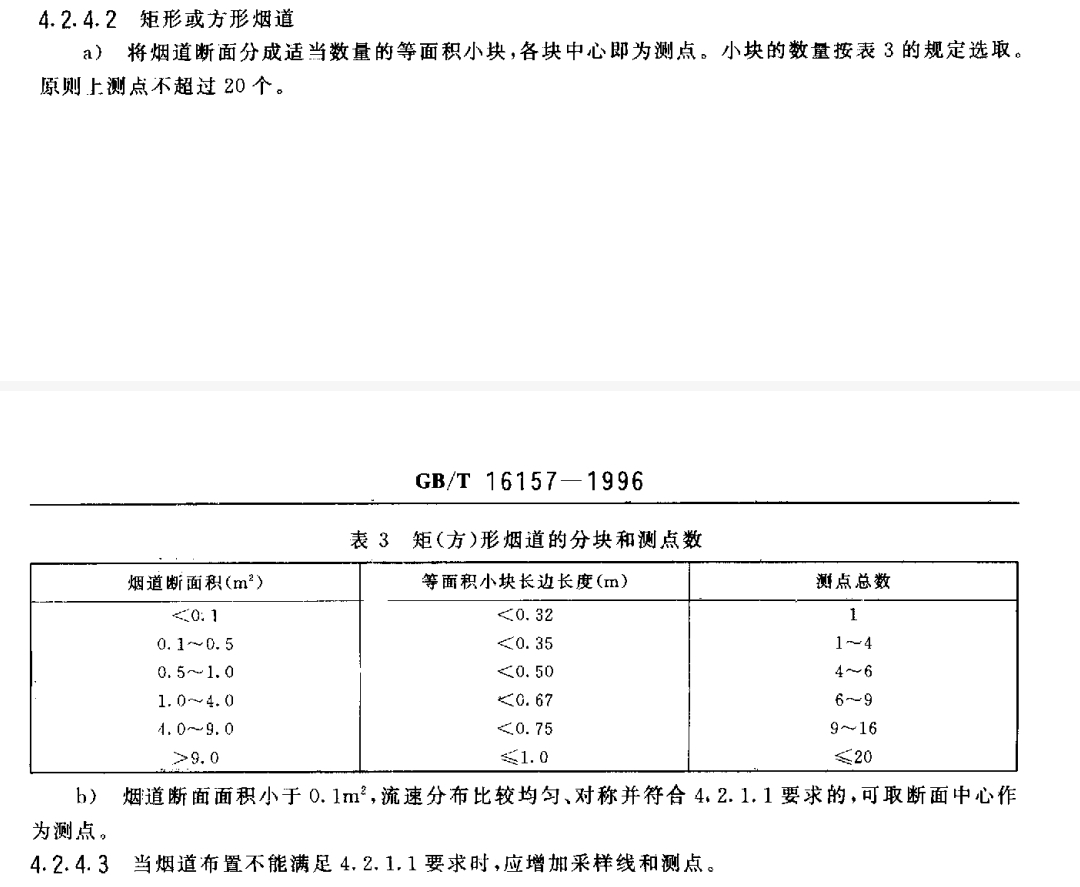 4.2.4.2 矩形或方形烟道
a) 将烟道断面分成适当数量的等面积小块,各块中心即为测点。小块的数量按表 3 的规定选取。
原则上测点不超过 20 个。
GB/T 16157—1996
表 3 矩(方)形烟道的分块和测点数
烟道断面积(m²) 等面积小块长边长度(m) 测点总数
<0.1 <0.32 1
0.1~0.5 <0.35 1~4
0.5~1.0 <0.50 4~6
1.0~4.0 <0.67 6~9
4.0~9.0 <0.75 9~16
>9.0 ≤1.0 ≤20
b) 烟道断面面积小于 0.1m²,流速分布比较均匀、对称并符合 4.2.1.1 要求的,可取断面中心作
为测点。
4.2.4.3 当烟道布置不能满足 4.2.1.1 要求时,应增加采样线和测点。